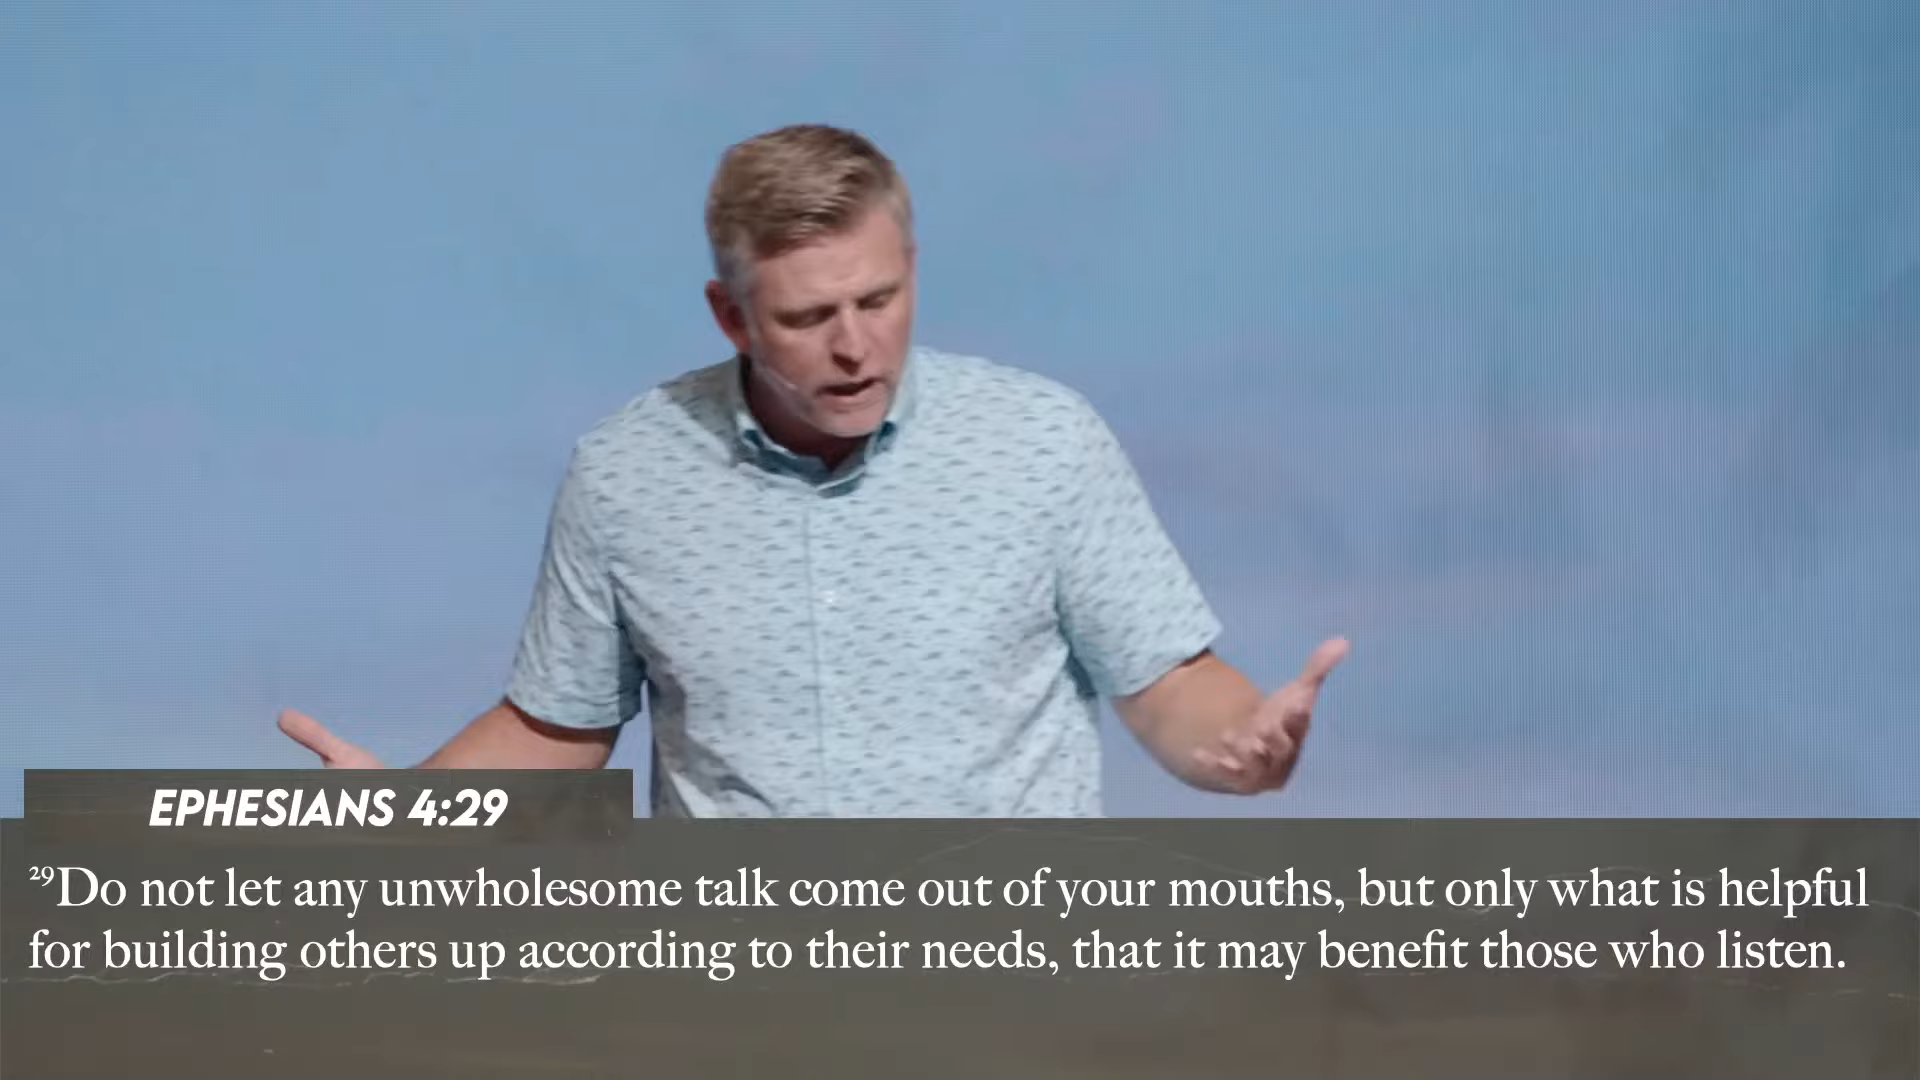 EPHESIANS 4:29
²⁹Do not let any unwholesome talk come out of your mouths, but only what is helpful
for building others up according to their needs, that it may benefit those who listen.